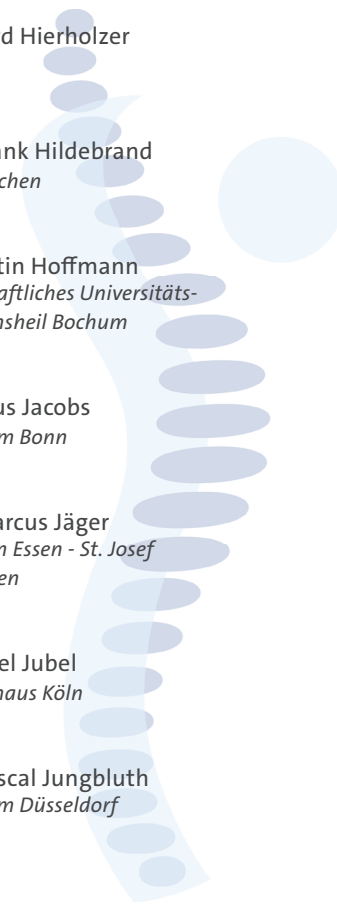 d Hierholzer
nk Hildebrand
chen
tin Hoffmann
aftliches Universitäts-
nsheil Bochum
us Jacobs
m Bonn
arcus Jäger
n Essen - St. Josef
en
el Jubel
haus Köln
scal Jungbluth
m Düsseldorf